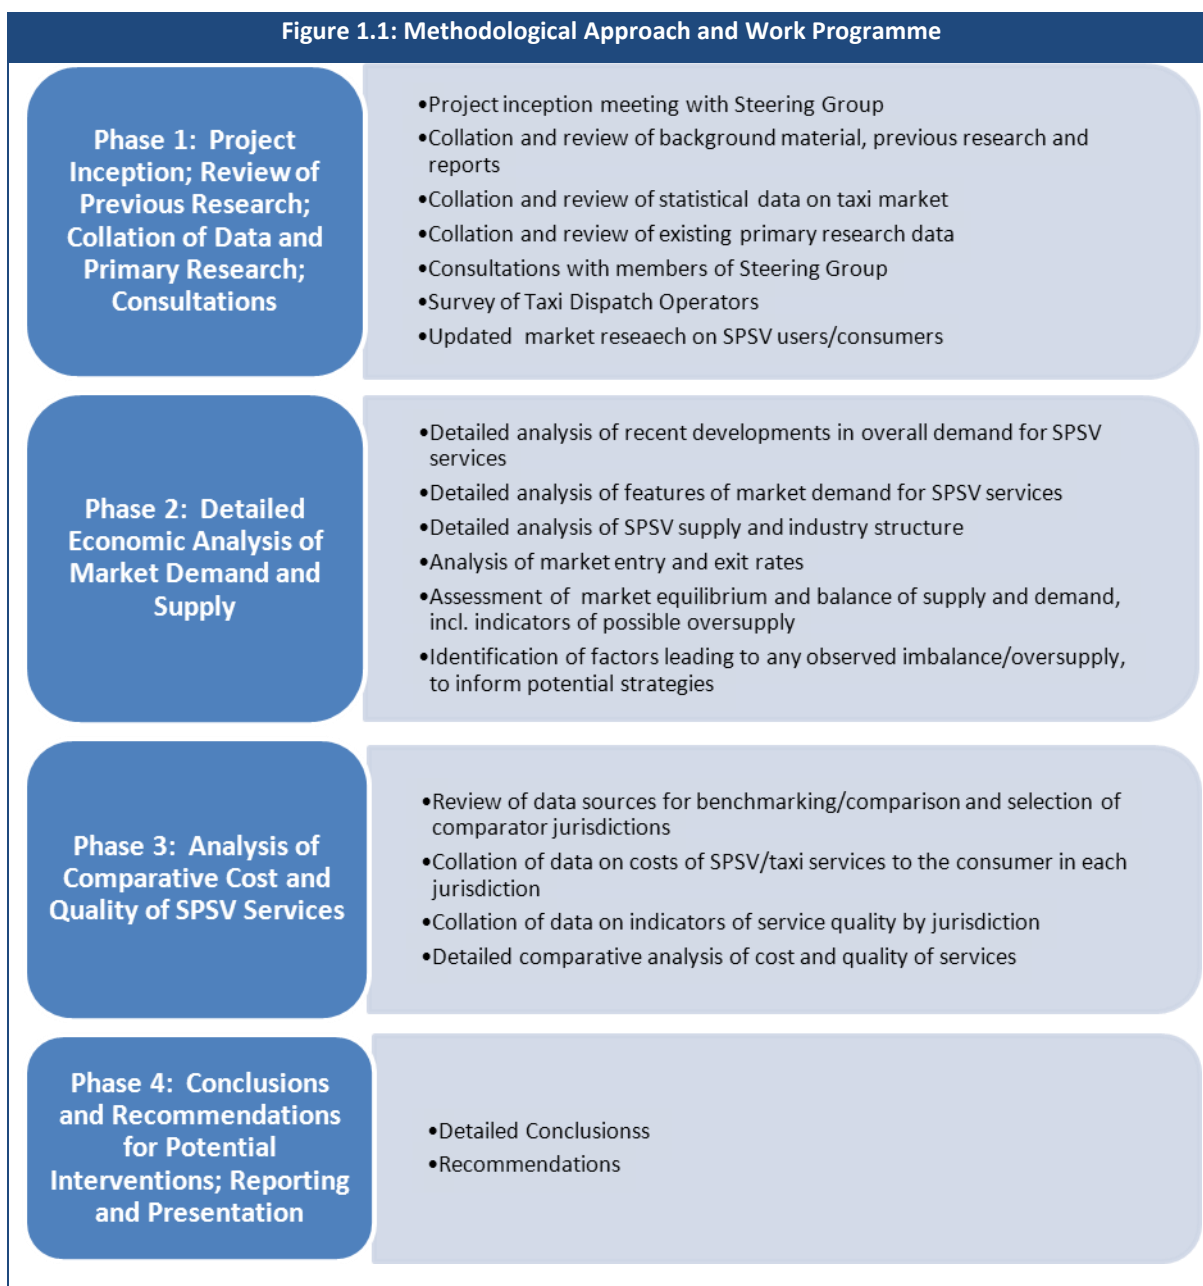 Figure 1.1: Methodological Approach and Work Programme
Phase 1:  Project
Inception; Review of
Previous Research;
Collation of Data and
Primary Research;
Consultations
•Project inception meeting with Steering Group
•Collation and review of background material, previous research and
reports
•Collation and review of statistical data on taxi market
•Collation and review of existing primary research data
•Consultations with members of Steering Group
•Survey of Taxi Dispatch Operators
•Updated  market reseaech on SPSV users/consumers
Phase 2:  Detailed
Economic Analysis of
Market Demand and
Supply
•Detailed analysis of recent developments in overall demand for SPSV
services
•Detailed analysis of features of market demand for SPSV services
•Detailed analysis of SPSV supply and industry structure
•Analysis of market entry and exit rates
•Assessment of  market equilibrium and balance of supply and demand,
incl. indicators of possible oversupply
•Identification of factors leading to any observed imbalance/oversupply,
to inform potential strategies
Phase 3:  Analysis of
Comparative Cost and
Quality of SPSV Services
•Review of data sources for benchmarking/comparison and selection of
comparator jurisdictions
•Collation of data on costs of SPSV/taxi services to the consumer in each
jurisdiction
•Collation of data on indicators of service quality by jurisdiction
•Detailed comparative analysis of cost and quality of services
Phase 4:  Conclusions
and Recommendations
for Potential
Interventions; Reporting
and Presentation
•Detailed Conclusionss
•Recommendations